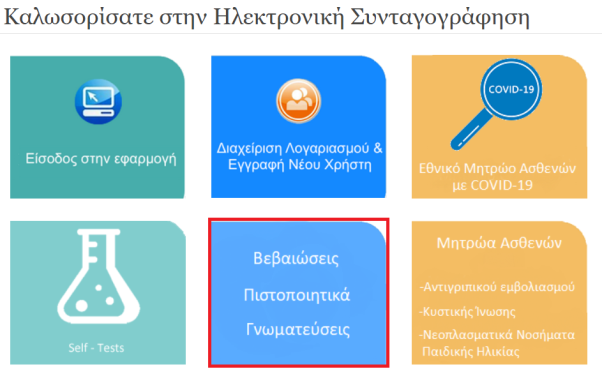 Καλωσορίσατε στην Ηλεκτρονική Συνταγογράφηση
Είσοδος στην εφαρμογή
Διαχείριση Λογαριασμού &
Εγγραφή Νέου Χρήστη
COVID-19
Εθνικό Μητρώο Ασθενών
με COVID-19
Self - Tests
Βεβαιώσεις
Πιστοποιητικά
Γνωματεύσεις
Μητρώα Ασθενών
-Αντιγριπικού εμβολιασμού
-Κυστικής Ίνωσης
-Νεοπλασματικά Νοσήματα
Παιδικής Ηλικίας